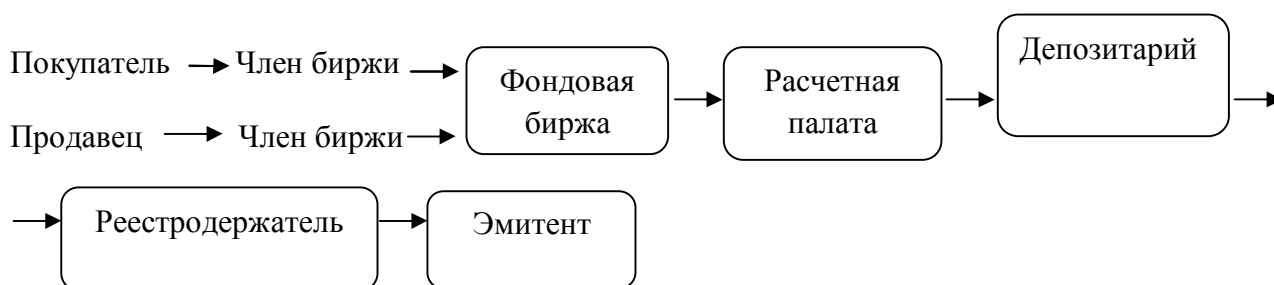 Покупатель
Член биржи
Продавец
Член биржи
Фондовая
биржа
Расчетная
палата
Депозитарий
Реестродержатель
Эмитент